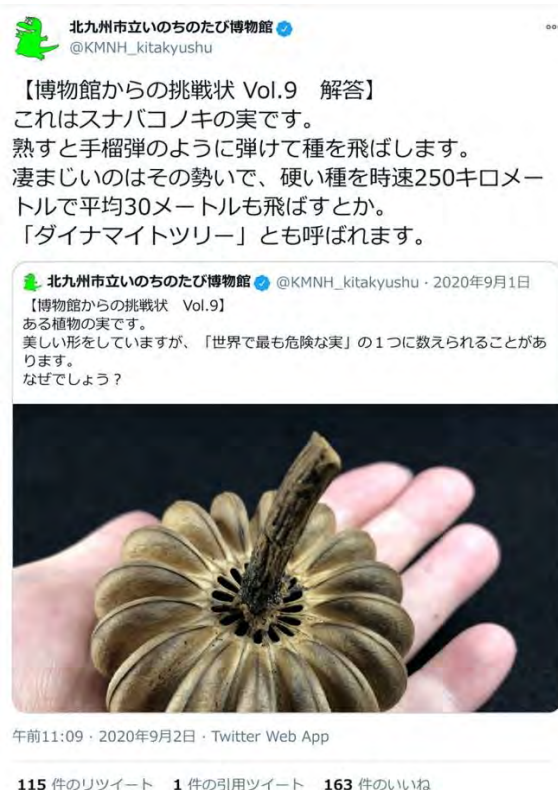 北九州市立いのちのたび博物館
@KMNH_kitakyushu
【博物館からの挑戦状 Vol.9　解答】
これはスナバコノキの実です。
熟すと手榴弾のように弾けて種を飛ばします。
凄まじいのはその勢いで、硬い種を時速250キロメー
トルで平均30メートルも飛ばすとか。
「ダイナマイトツリー」とも呼ばれます。
北九州市立いのちのたび博物館 @KMNH_kitakyushu · 2020年9月1日
【博物館からの挑戦状　Vol.9】
ある植物の実です。
美しい形をしていますが、「世界で最も危険な実」の１つに数えられることがあ
ります。
なぜでしょう？
午前11:09 · 2020年9月2日 · Twitter Web App
115 件のリツイート　1 件の引用ツイート　163 件のいいね